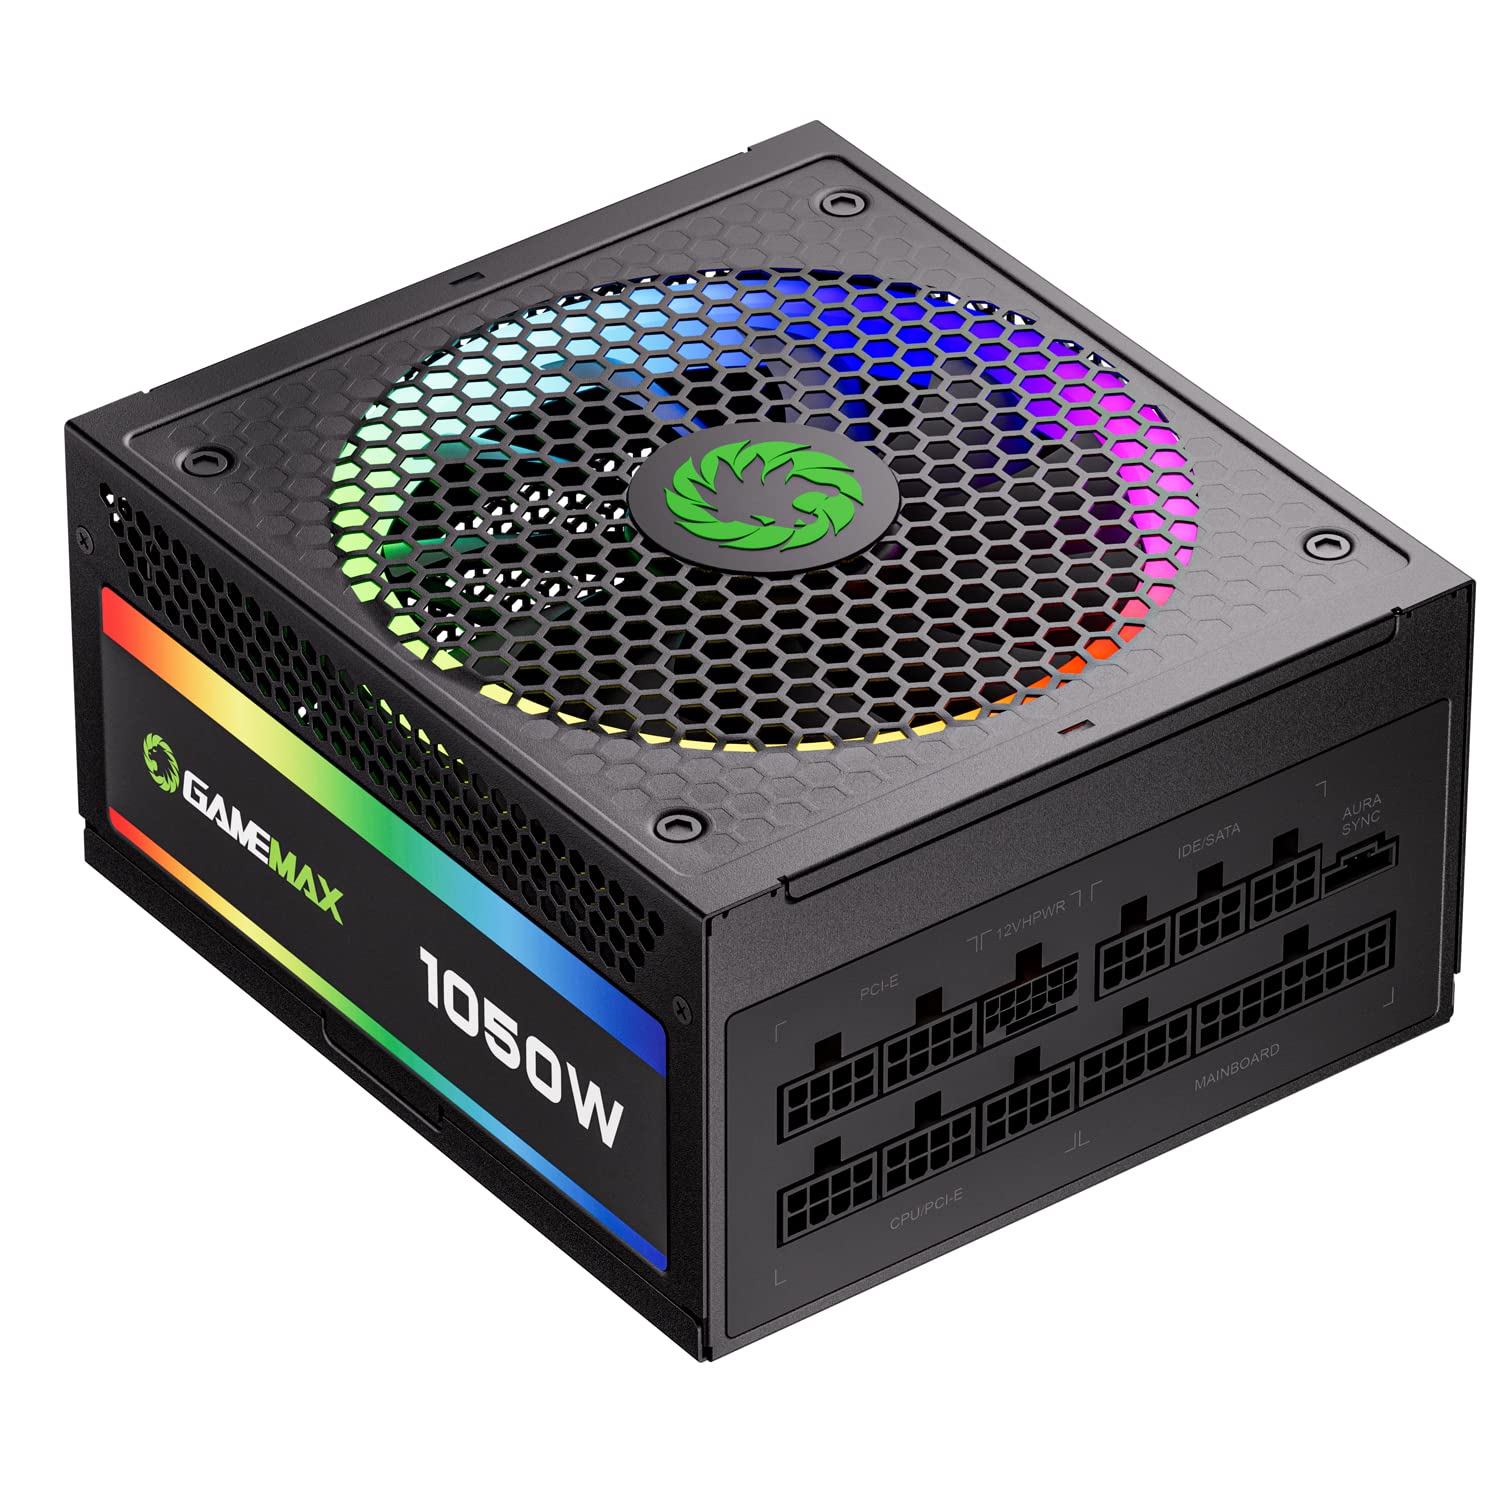 GAMEMAX
1050W
AURA
SYNC
IDE/SATA
12VHPWR
PCI-E
MAINBOARD
CPU/PCI-E